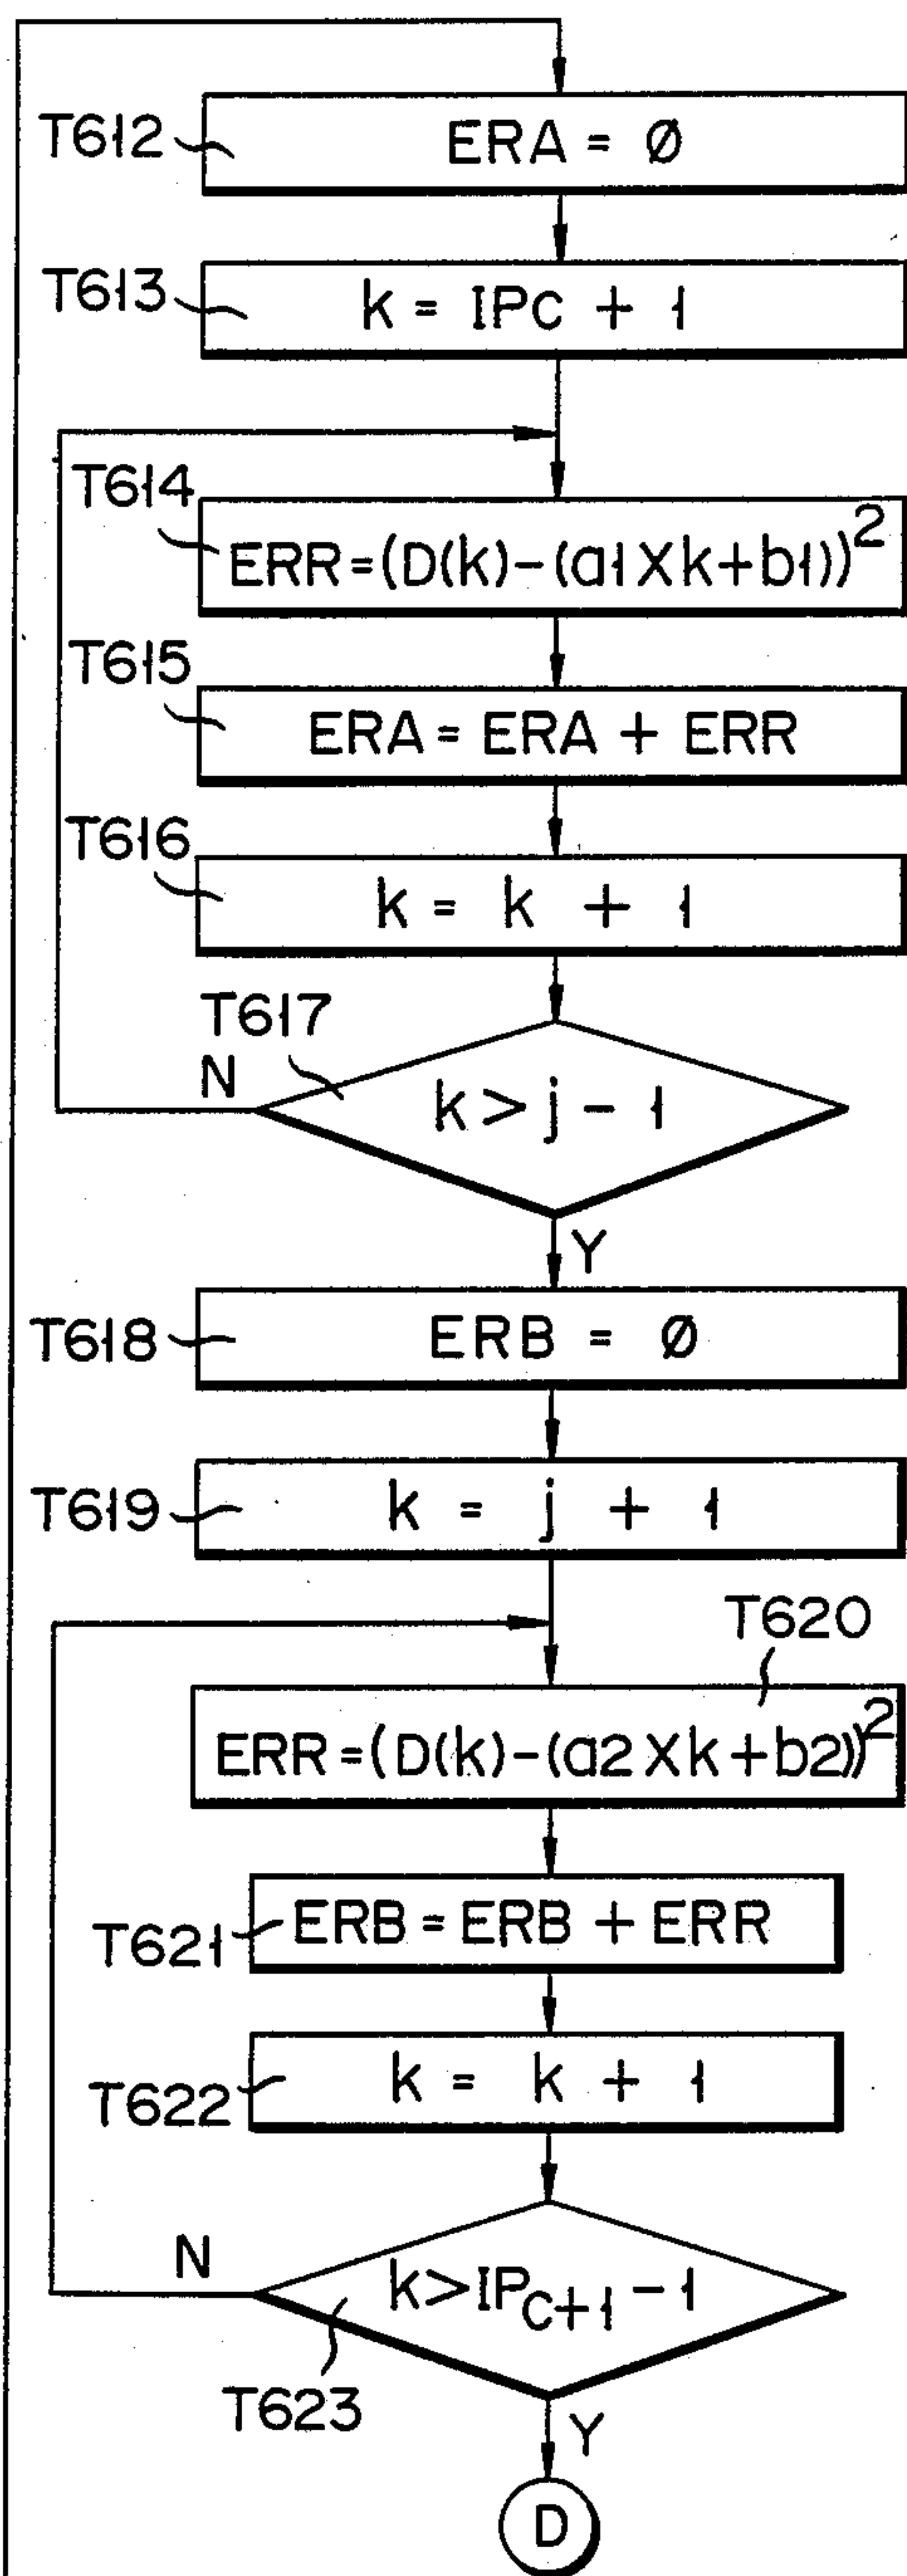 T612
ERA = Ø
T613
k = IPC + 1
T614
ERR=(D(k)-(a1Xk+b1))²
T615
ERA = ERA + ERR
T616
k = k + 1
T617
N
k > j - 1
Y
T618
ERB = Ø
T619
k = j + 1
T620
ERR=(D(k)-(a2Xk+b2))²
T621
ERB = ERB + ERR
T622
k = k + 1
N
k>IPC+1 -1
T623
Y
D